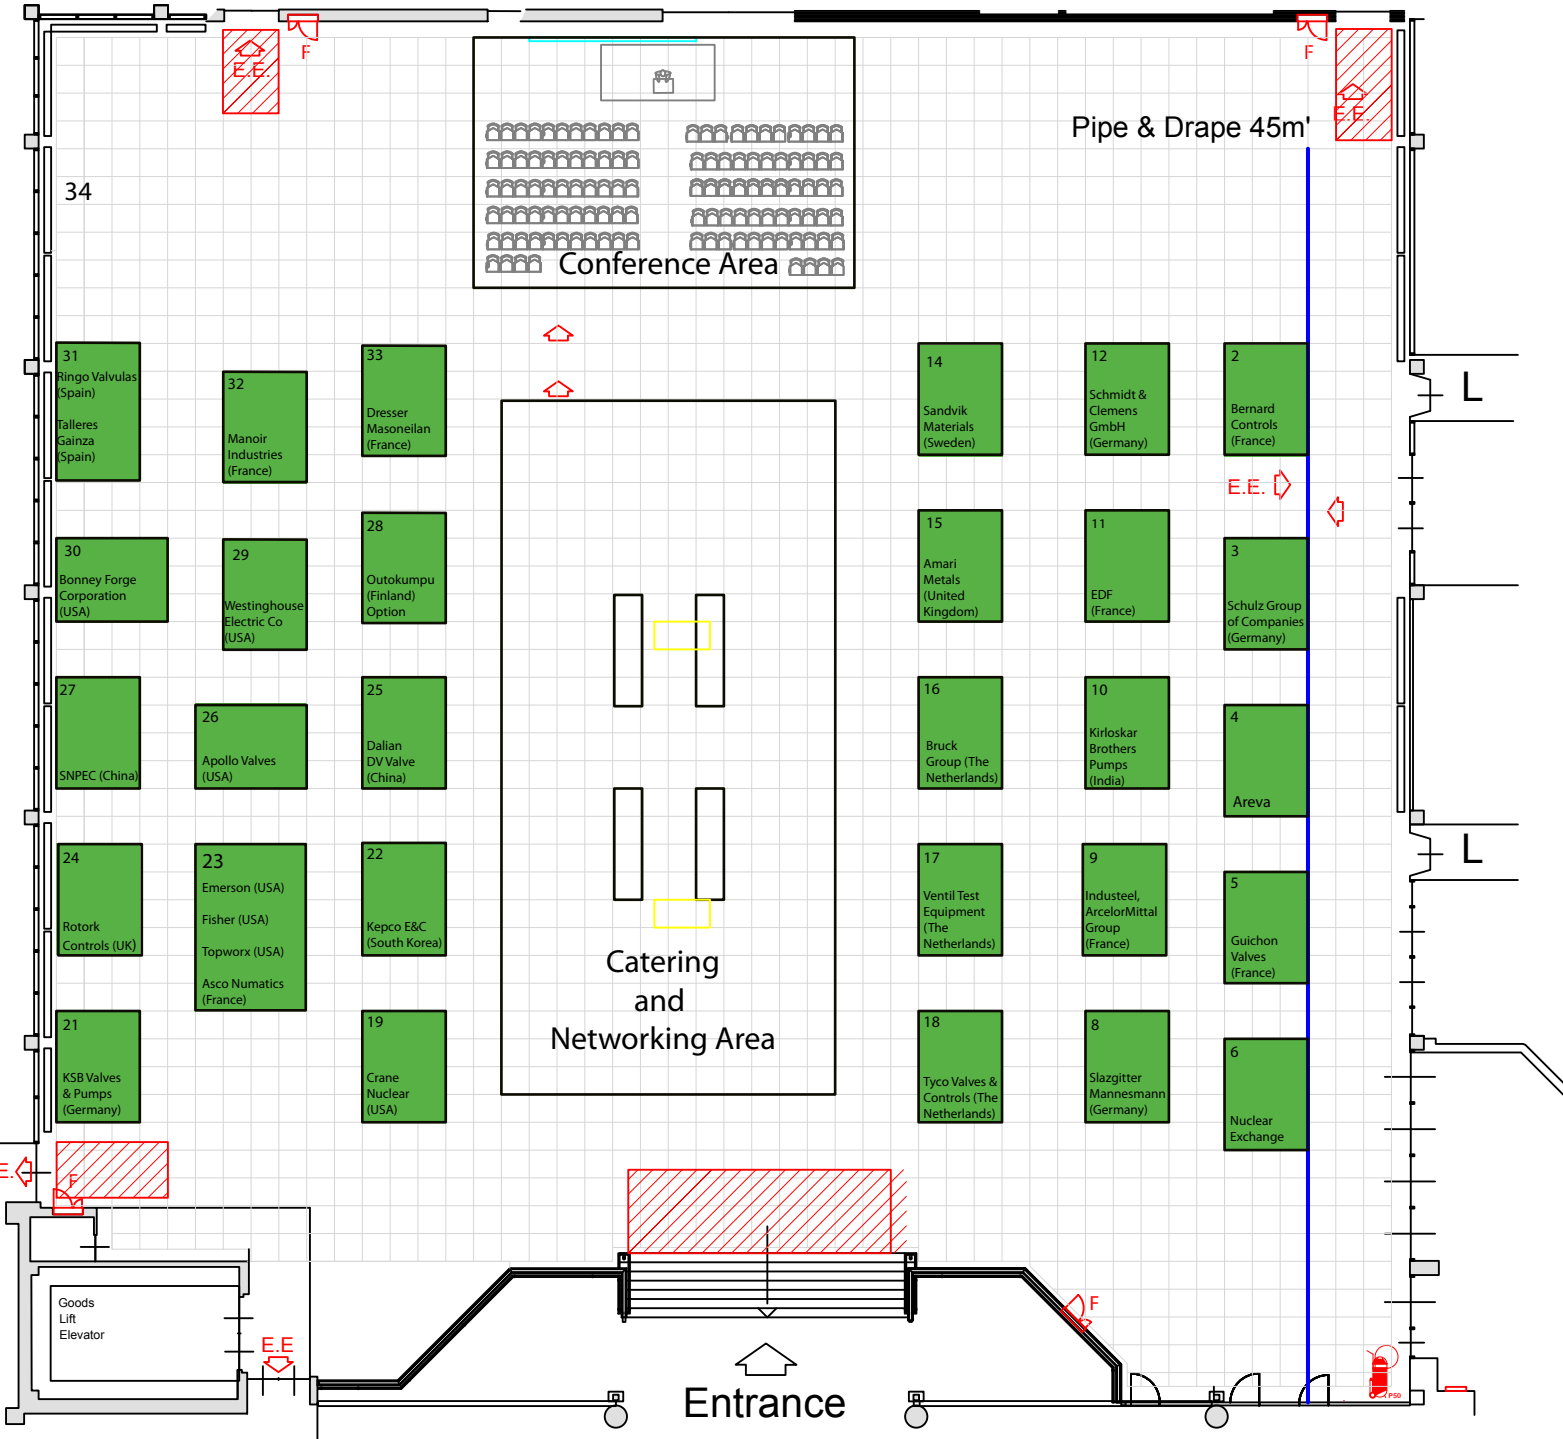 F
E.E.
F
E.E.
Pipe & Drape 45m'
34
Conference Area
31
Ringo Valvulas
(Spain)
Talleres
Gainza
(Spain)
32
Manoir
Industries
(France)
33
Dresser
Masoneilan
(France)
14
Sandvik
Materials
(Sweden)
12
Schmidt &
Clemens
GmbH
(Germany)
2
Bernard
Controls
(France)
L
E.E.
30
Bonney Forge
Corporation
(USA)
29
Westinghouse
Electric Co
(USA)
28
Outokumpu
(Finland)
Option
15
Amari
Metals
(United
Kingdom)
11
EDF
(France)
3
Schulz Group
of Companies
(Germany)
27
SNPEC (China)
26
Apollo Valves
(USA)
25
Dalian
DV Valve
(China)
16
Bruck
Group (The
Netherlands)
10
Kirloskar
Brothers
Pumps
(India)
4
Areva
L
24
Rotork
Controls (UK)
23
Emerson (USA)
Fisher (USA)
Topworx (USA)
Asco Numatics
(France)
22
Kepco E&C
(South Korea)
17
Ventil Test
Equipment
(The
Netherlands)
9
Industeel,
ArcelorMittal
Group
(France)
5
Guichon
Valves
(France)
Catering
and
Networking Area
21
KSB Valves
& Pumps
(Germany)
19
Crane
Nuclear
(USA)
18
Tyco Valves &
Controls (The
Netherlands)
8
Slazgitter
Mannesmann
(Germany)
6
Nuclear
Exchange
E.
F
Goods
Lift
Elevator
E.E
F
Entrance
P50